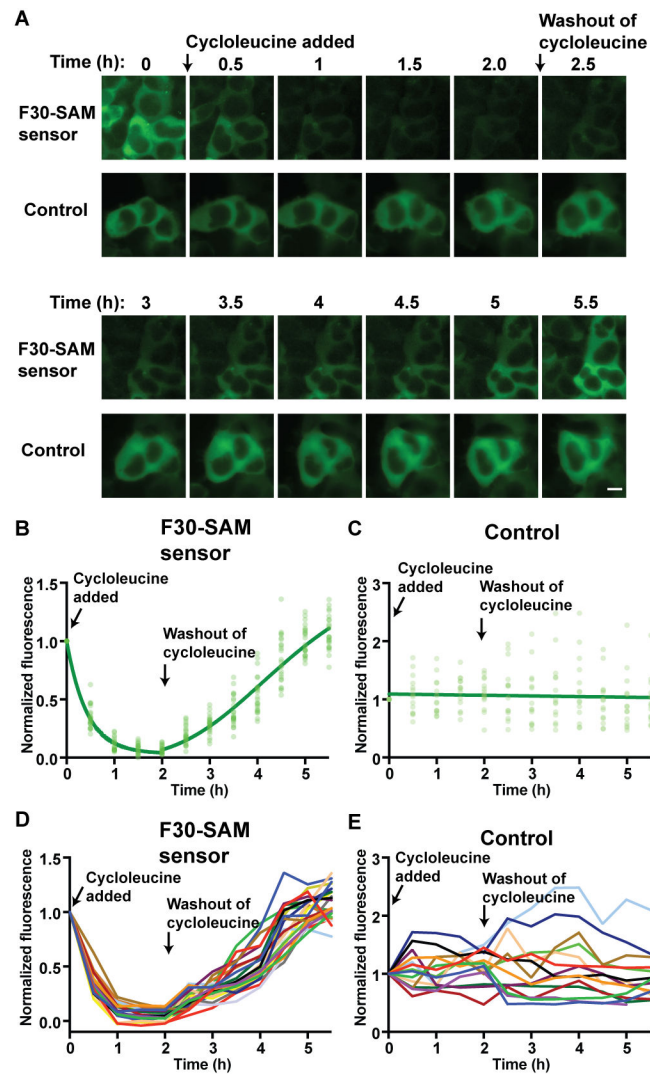 A
Cycloleucine added
Washout of
cycloleucine
Time (h): 0 0.5 1 1.5 2.0 2.5
F30-SAM
sensor
Control
Time (h): 3 3.5 4 4.5 5 5.5
F30-SAM
sensor
Control
B
F30-SAM
sensor
Normalized fluorescence
1.5
1.0
0.5
0.0
Cycloleucine
added
Washout of
cycloleucine
0 1 2 3 4 5
Time (h)
C
Control
Normalized fluorescence
3
2
1
0
Cycloleucine
added
Washout of
cycloleucine
0 1 2 3 4 5
Time (h)
D
F30-SAM
sensor
Normalized fluorescence
1.5
1.0
0.5
0.0
Cycloleucine
added
Washout of
cycloleucine
0 1 2 3 4 5
Time (h)
E
Control
Normalized fluorescence
3
2
1
0
Cycloleucine
added
Washout of
cycloleucine
0 1 2 3 4 5
Time (h)